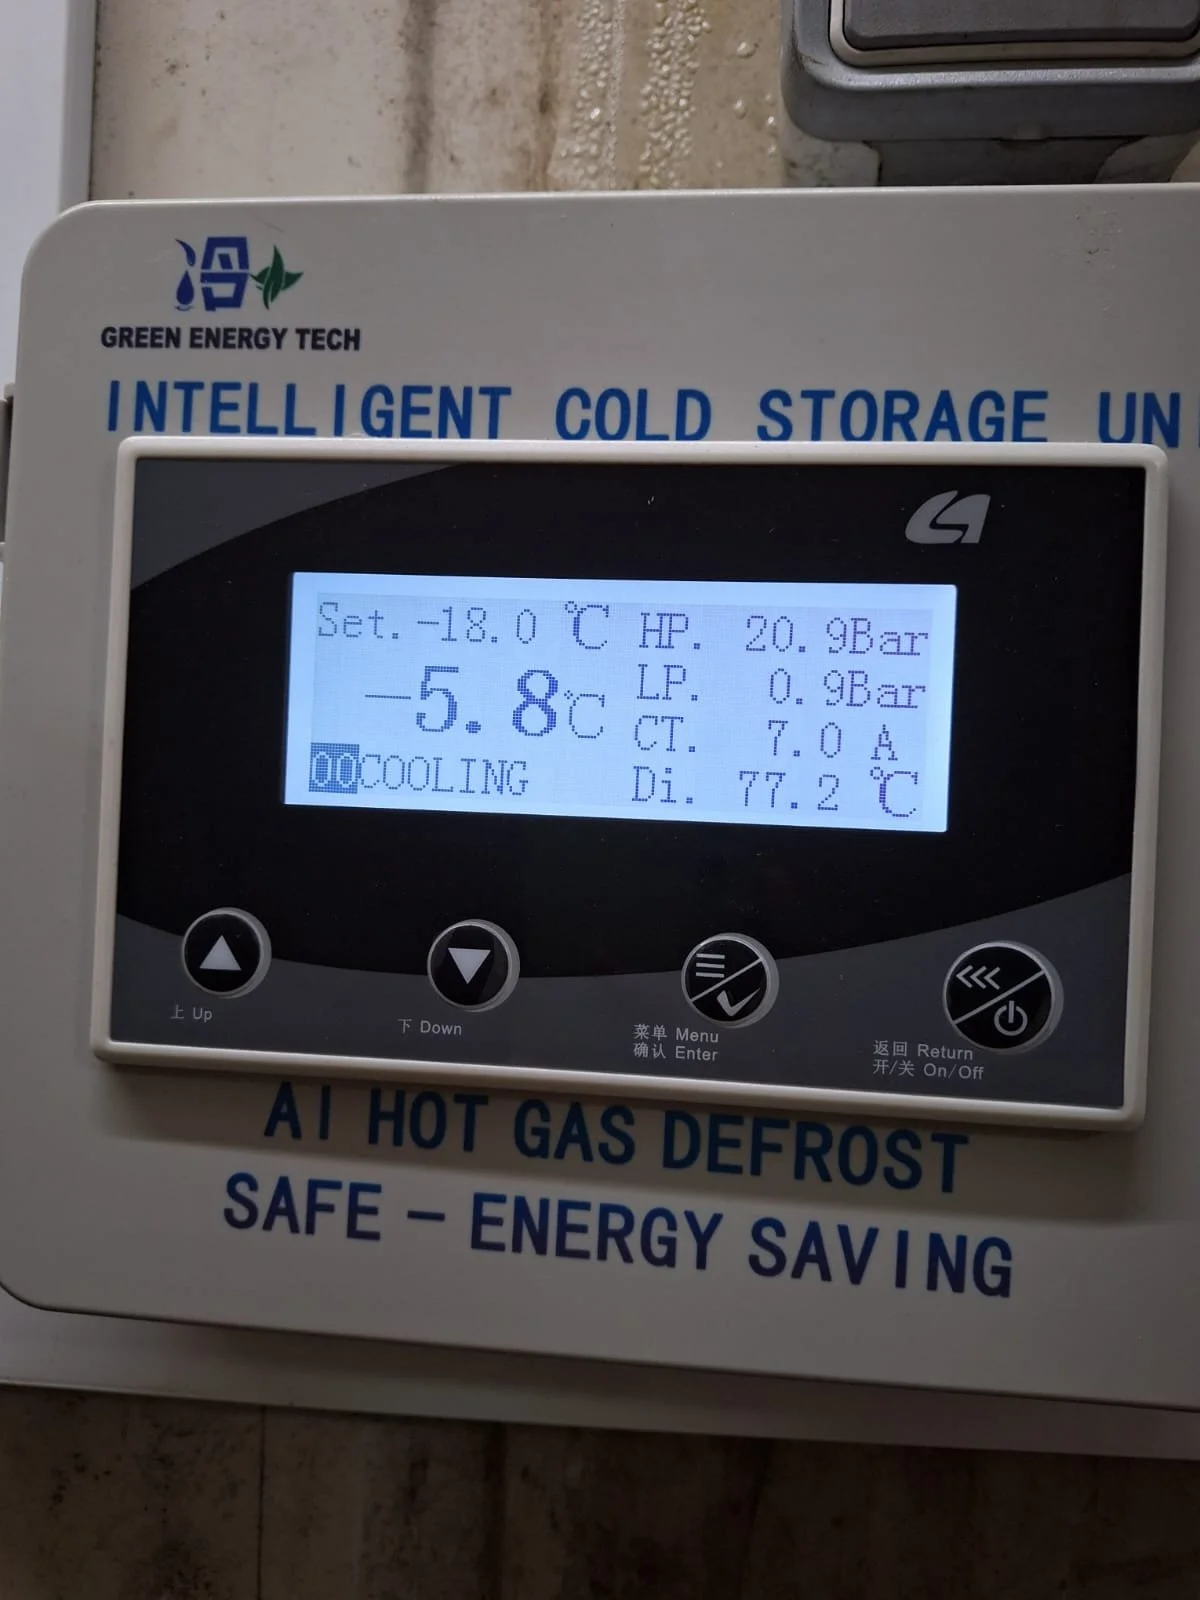 冷
GREEN ENERGY TECH
INTELLIGENT COLD STORAGE UN
Set. -18.0 ℃ HP. 20.9Bar
-5.8℃ LP. 0.9Bar
CT. 7.0 A
00COOLING Di. 77.2 ℃
上 Up
下 Down
菜单 Menu
确认 Enter
返回 Return
开/关 On/Off
AI HOT GAS DEFROST
SAFE - ENERGY SAVING